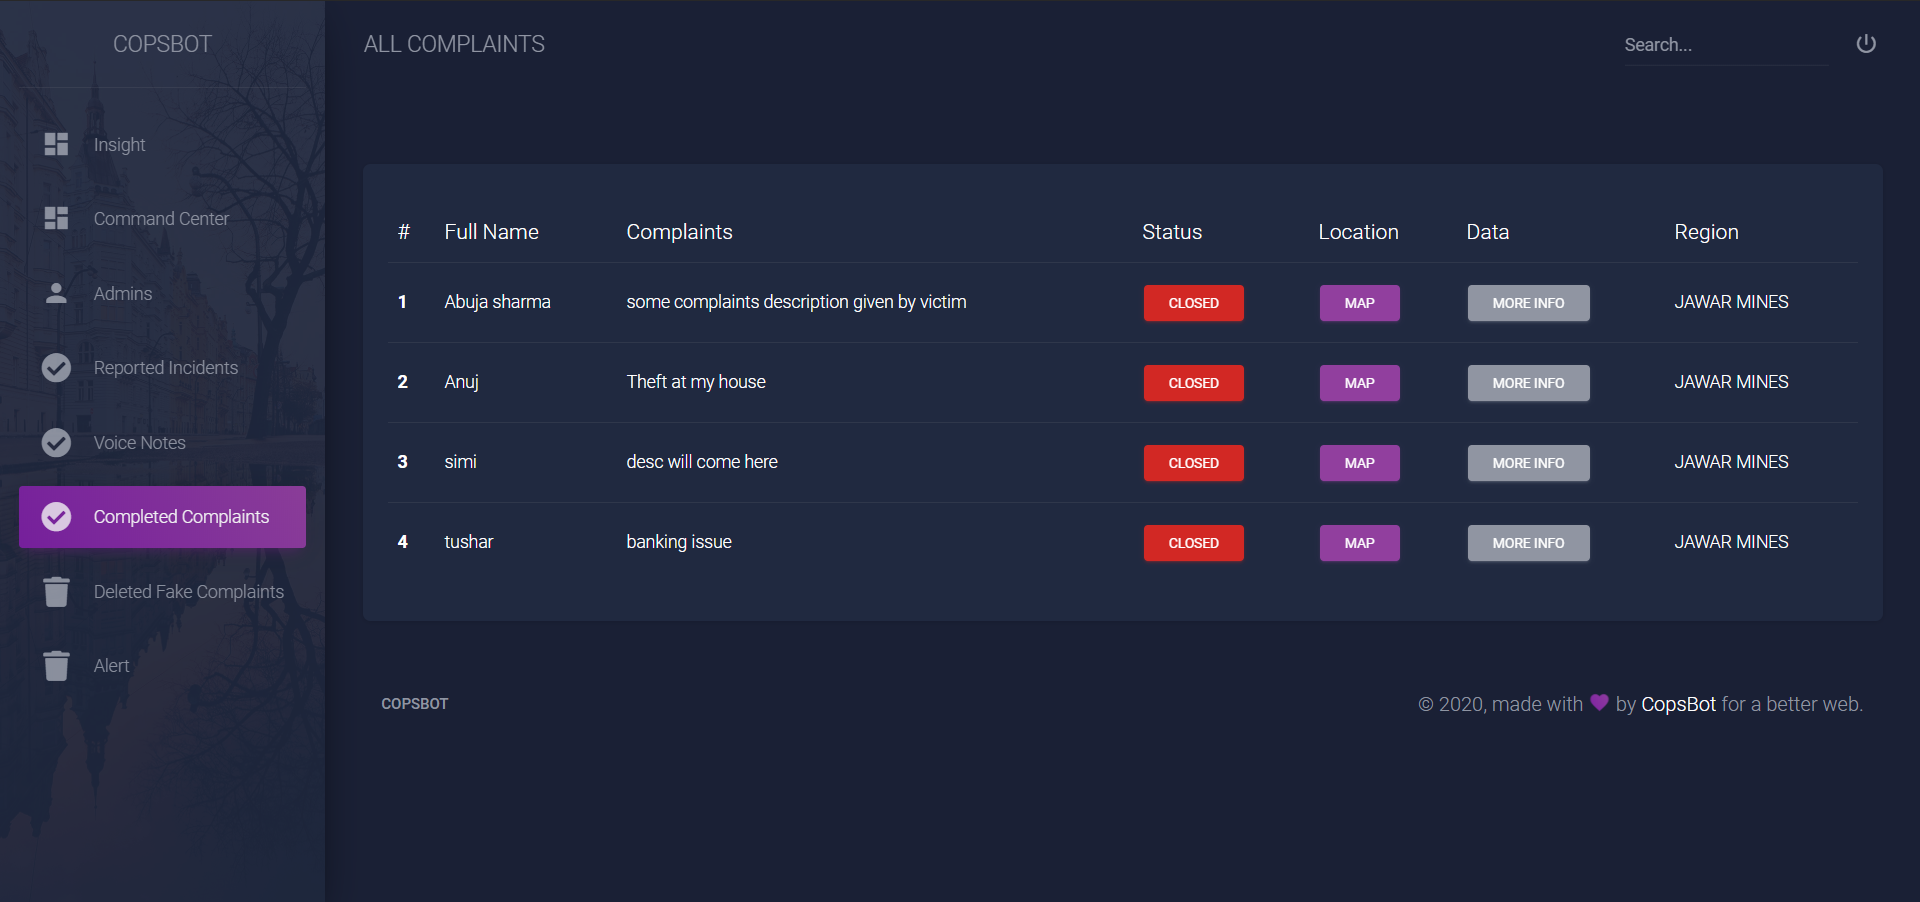 COPSBOT
Insight
Command Center
Admins
Reported Incidents
Voice Notes
Completed Complaints
Deleted Fake Complaints
Alert
ALL COMPLAINTS
Search...
# Full Name Complaints Status Location Data Region
1 Abuja sharma some complaints description given by victim CLOSED MAP MORE INFO JAWAR MINES
2 Anuj Theft at my house CLOSED MAP MORE INFO JAWAR MINES
3 simi desc will come here CLOSED MAP MORE INFO JAWAR MINES
4 tushar banking issue CLOSED MAP MORE INFO JAWAR MINES
COPSBOT
© 2020, made with by CopsBot for a better web.